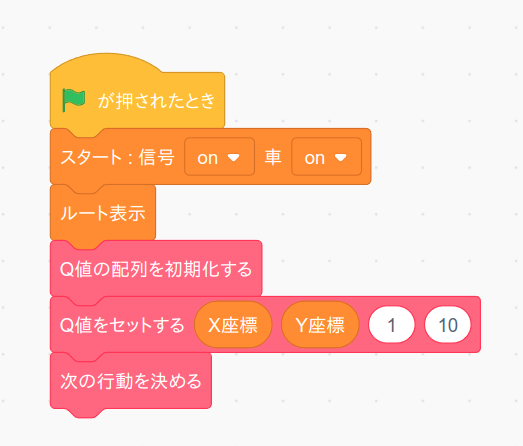 が押されたとき
スタート : 信号 on 車 on
ルート表示
Q値の配列を初期化する
Q値をセットする X座標 Y座標 1 10
次の行動を決める